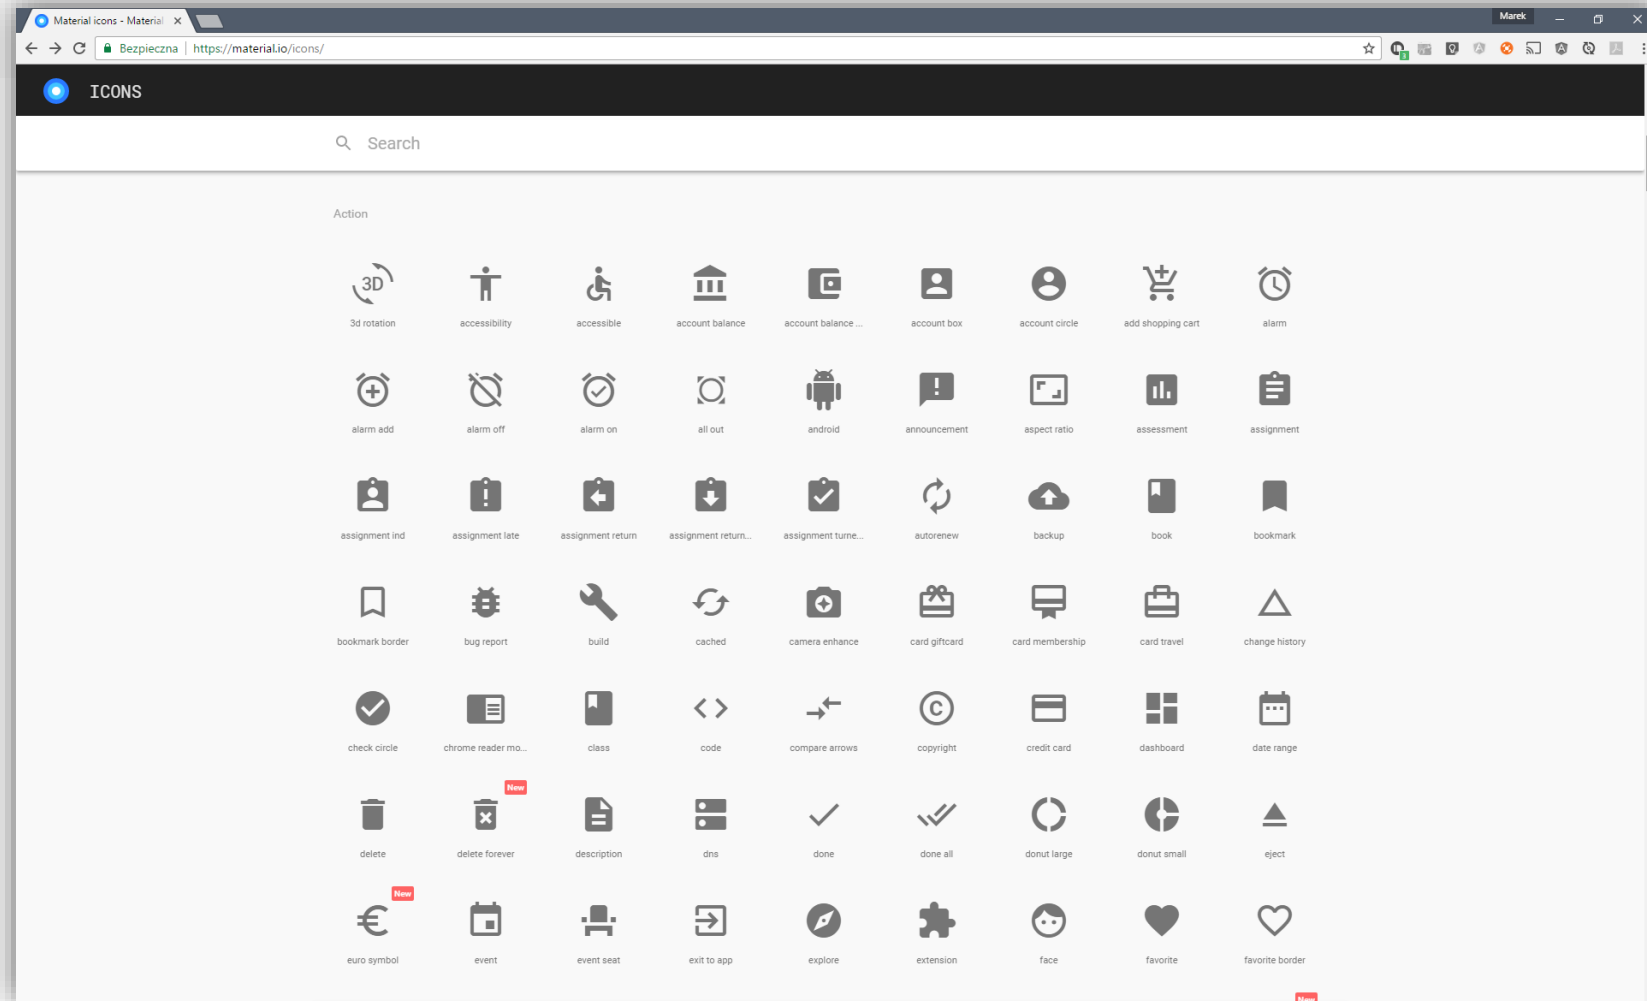 Material icons - Material
Marek
Bezpieczna https://material.io/icons/
3
ICONS
Search
Action
3D
3d rotation accessibility accessible account balance account balance ... account box account circle add shopping cart alarm
alarm add alarm off alarm on all out android announcement aspect ratio assessment assignment
assignment ind assignment late assignment return assignment return... assignment turne... autorenew backup book bookmark
bookmark border bug report build cached camera enhance card giftcard card membership card travel change history
check circle chrome reader mo... class code compare arrows copyright credit card dashboard date range
New
delete delete forever description dns done done all donut large donut small eject
New
euro symbol event event seat exit to app explore extension face favorite favorite border
New